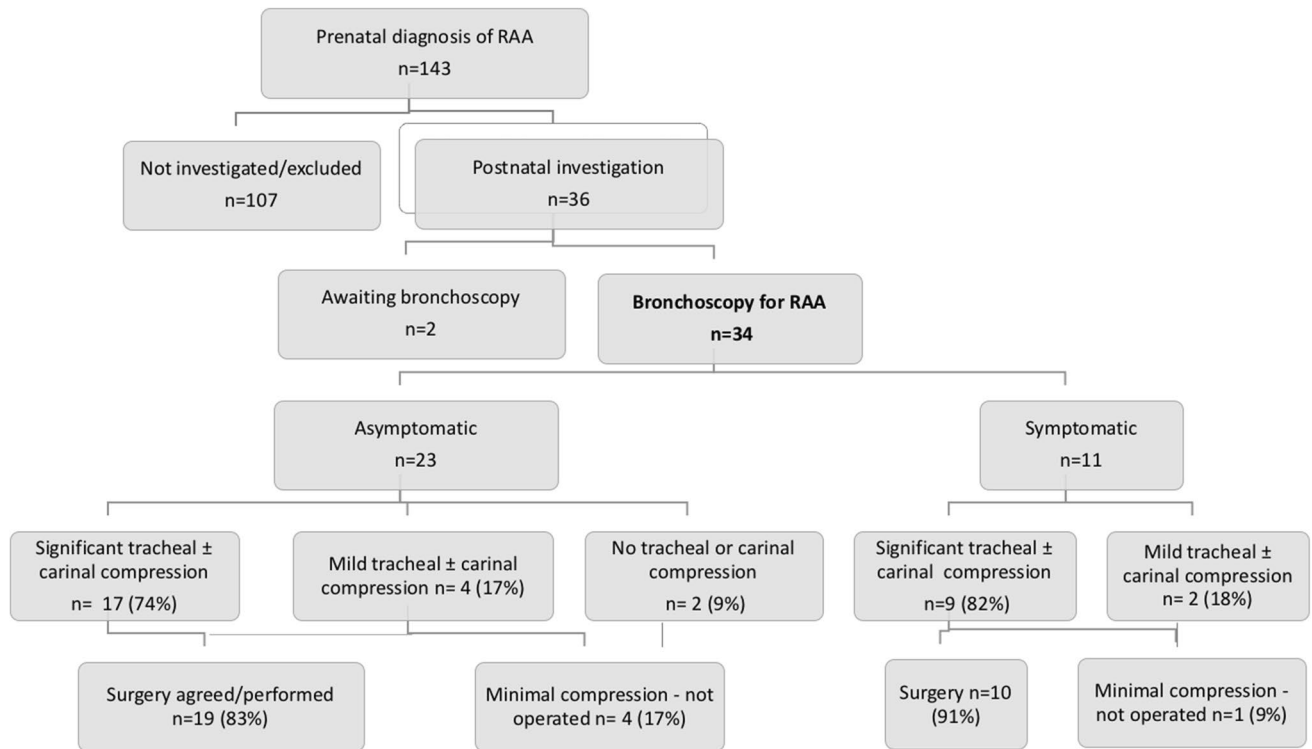 Prenatal diagnosis of RAA
n=143
Not investigated/excluded
n=107
Postnatal investigation
n=36
Awaiting bronchoscopy
n=2
Bronchoscopy for RAA
n=34
Asymptomatic
n=23
Symptomatic
n=11
Significant tracheal ±
carinal compression
n= 17 (74%)
Mild tracheal ± carinal
compression n= 4 (17%)
No tracheal or carinal
compression
n= 2 (9%)
Significant tracheal ±
carinal compression
n=9 (82%)
Mild tracheal ±
carinal compression
n= 2 (18%)
Surgery agreed/performed
n=19 (83%)
Minimal compression - not
operated n= 4 (17%)
Surgery n=10
(91%)
Minimal compression -
not operated n=1 (9%)